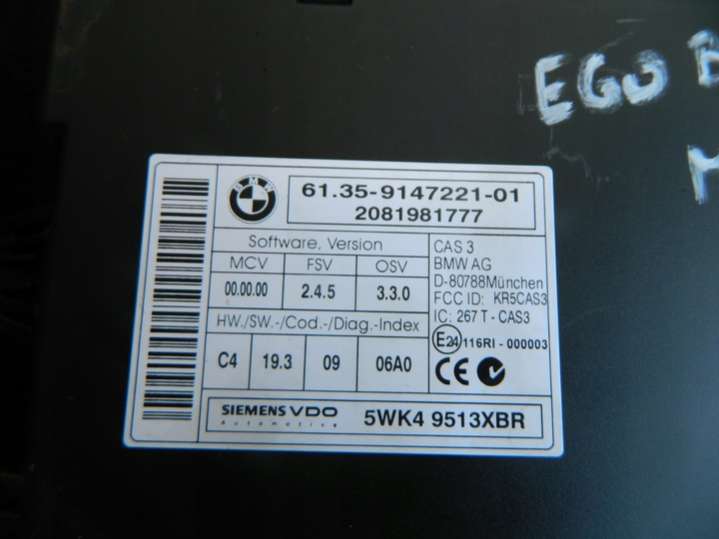 EGO
BMW
61.35-9147221-01
2081981777
Software, Version
MCV FSV OSV
00.00.00 2.4.5 3.3.0
HW./SW.-/Cod.-/Diag.-Index
C4 19.3 09 06A0
CAS 3
BMW AG
D-80788München
FCC ID: KR5CAS3
IC: 267 T - CAS3
E24 116RI - 000003
CE
SIEMENS VDO
Automotive
5WK4 9513XBR